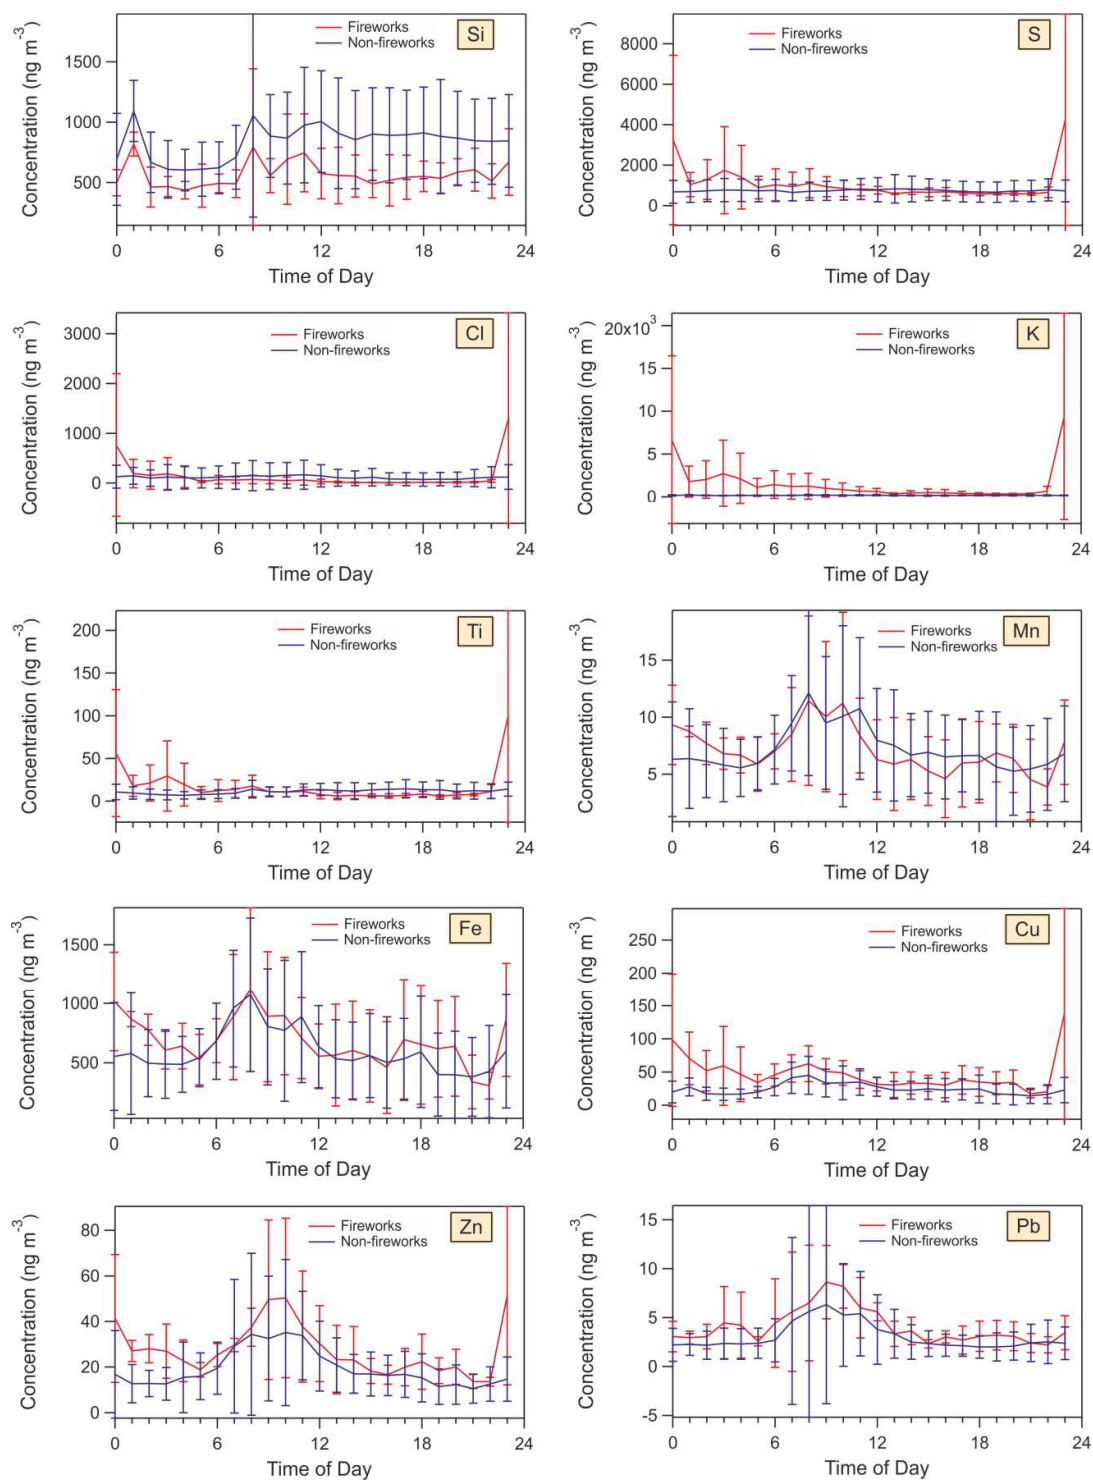 Si
Fireworks
Non-fireworks
Concentration (ng m⁻³)
1500
1000
500
0 6 12 18 24
Time of Day
S
Fireworks
Non-fireworks
Concentration (ng m⁻³)
8000
6000
4000
2000
0
0 6 12 18 24
Time of Day
Cl
Fireworks
Non-fireworks
Concentration (ng m⁻³)
3000
2000
1000
0
0 6 12 18 24
Time of Day
K
Fireworks
Non-fireworks
Concentration (ng m⁻³)
20x10³
15
10
5
0
0 6 12 18 24
Time of Day
Ti
Fireworks
Non-fireworks
Concentration (ng m⁻³)
200
150
100
50
0
0 6 12 18 24
Time of Day
Mn
Fireworks
Non-fireworks
Concentration (ng m⁻³)
15
10
5
0 6 12 18 24
Time of Day
Fe
Fireworks
Non-fireworks
Concentration (ng m⁻³)
1500
1000
500
0 6 12 18 24
Time of Day
Cu
Fireworks
Non-fireworks
Concentration (ng m⁻³)
250
200
150
100
50
0
0 6 12 18 24
Time of Day
Zn
Fireworks
Non-fireworks
Concentration (ng m⁻³)
80
60
40
20
0
0 6 12 18 24
Time of Day
Pb
Fireworks
Non-fireworks
Concentration (ng m⁻³)
15
10
5
0
-5
0 6 12 18 24
Time of Day